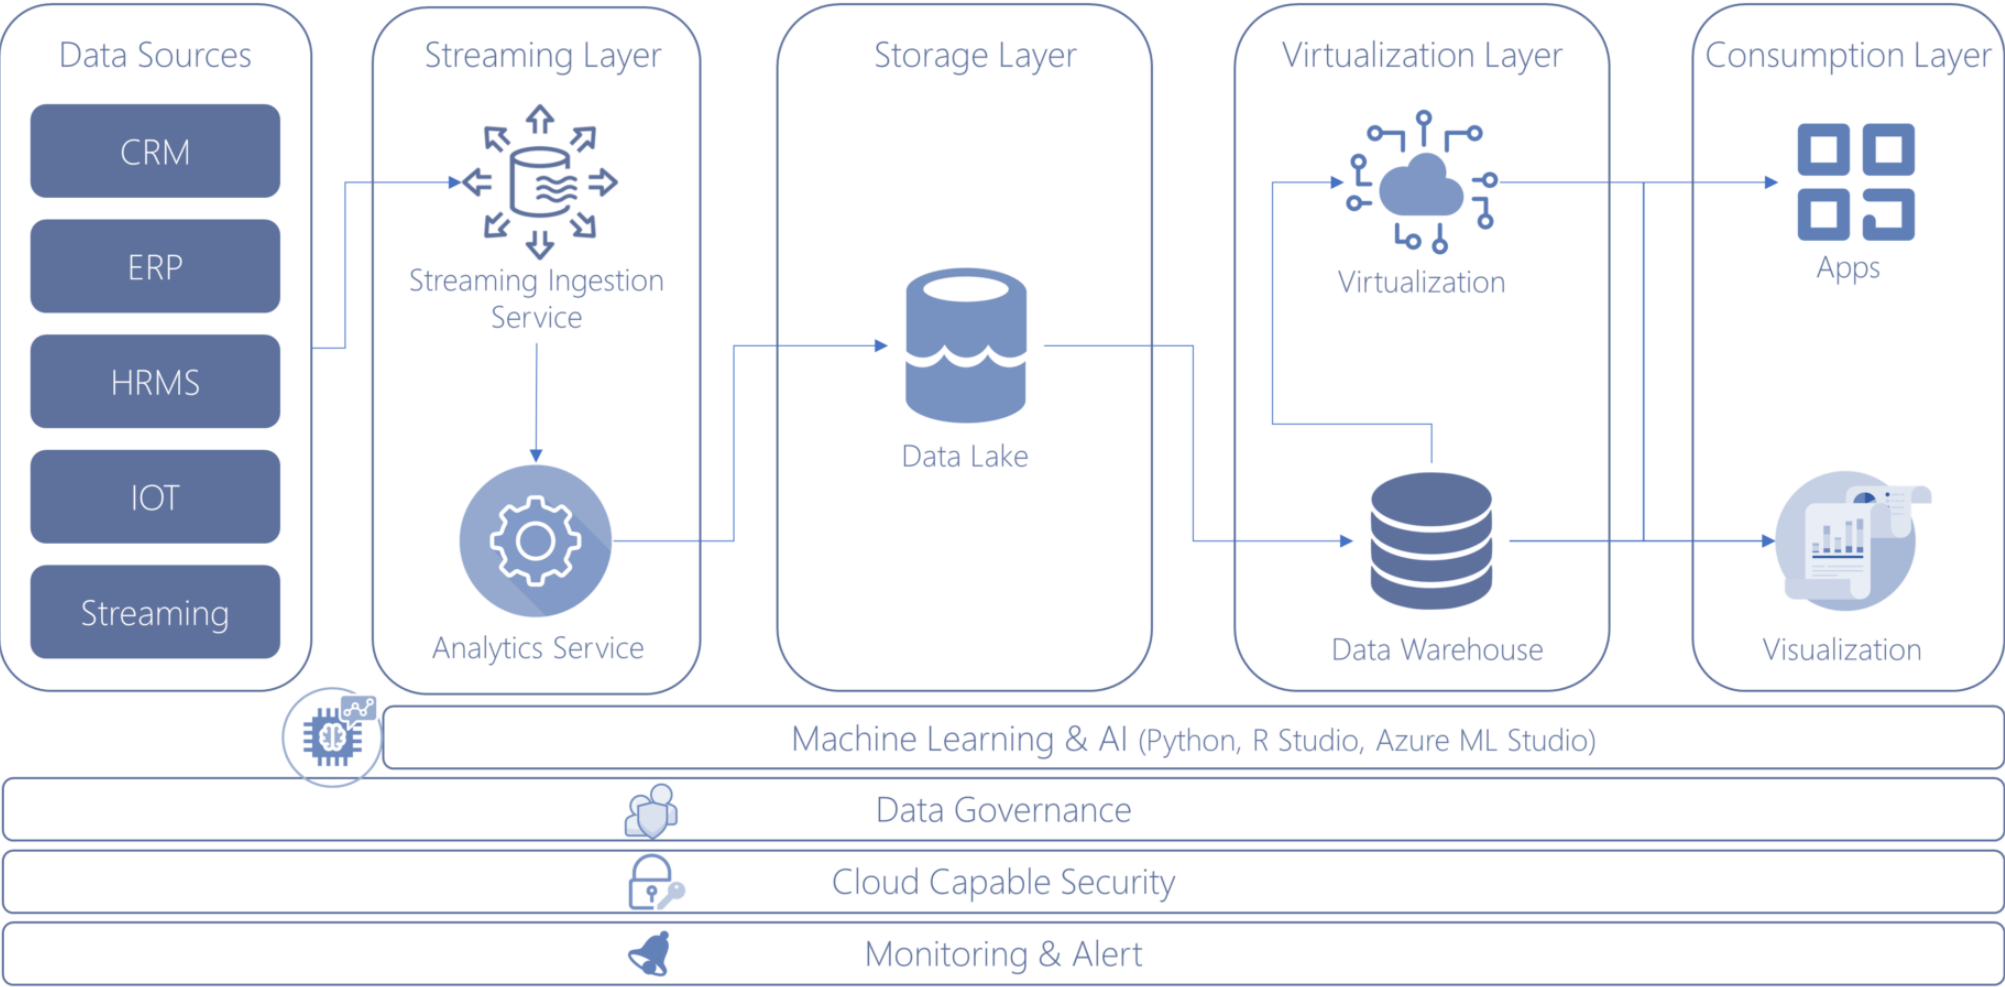 Data Sources
CRM
ERP
HRMS
IOT
Streaming
Streaming Layer
Streaming Ingestion
Service
Analytics Service
Storage Layer
Data Lake
Virtualization Layer
Virtualization
Data Warehouse
Consumption Layer
Apps
Visualization
Machine Learning & AI (Python, R Studio, Azure ML Studio)
Data Governance
Cloud Capable Security
Monitoring & Alert